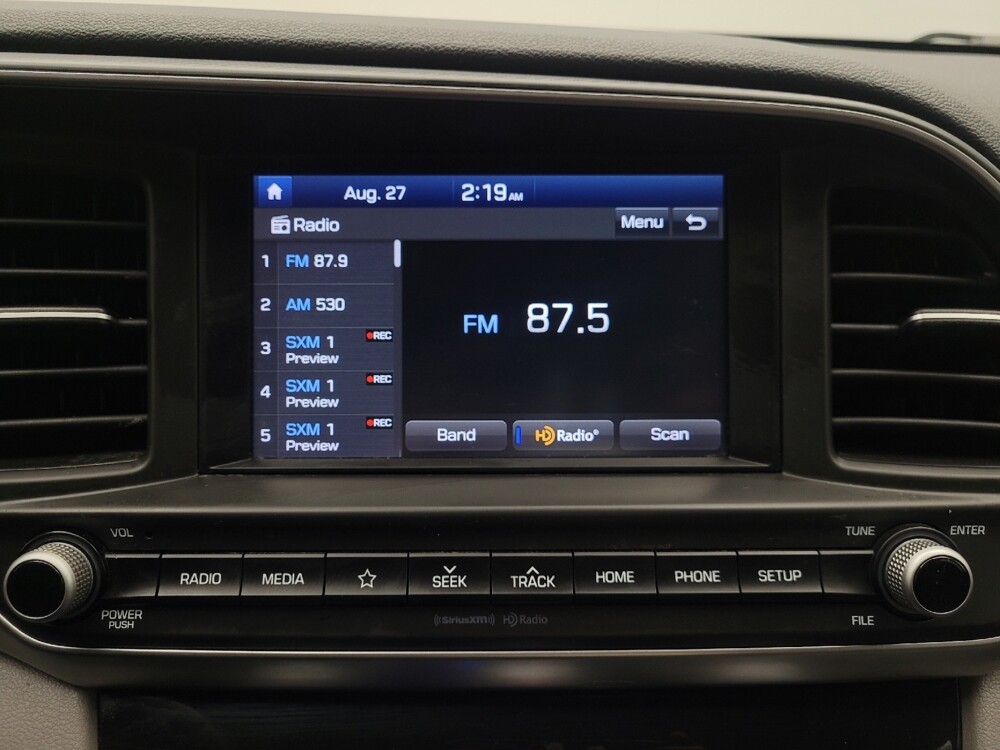 Aug. 27 2:19 AM
Radio Menu
1 FM 87.9
2 AM 530
3 SXM 1 REC
Preview
4 SXM 1 REC
Preview
5 SXM 1 REC
Preview
FM 87.5
Band HD Radio® Scan
VOL TUNE ENTER
RADIO MEDIA SEEK TRACK HOME PHONE SETUP
POWER
PUSH
((SiriusXM)) HD Radio
FILE